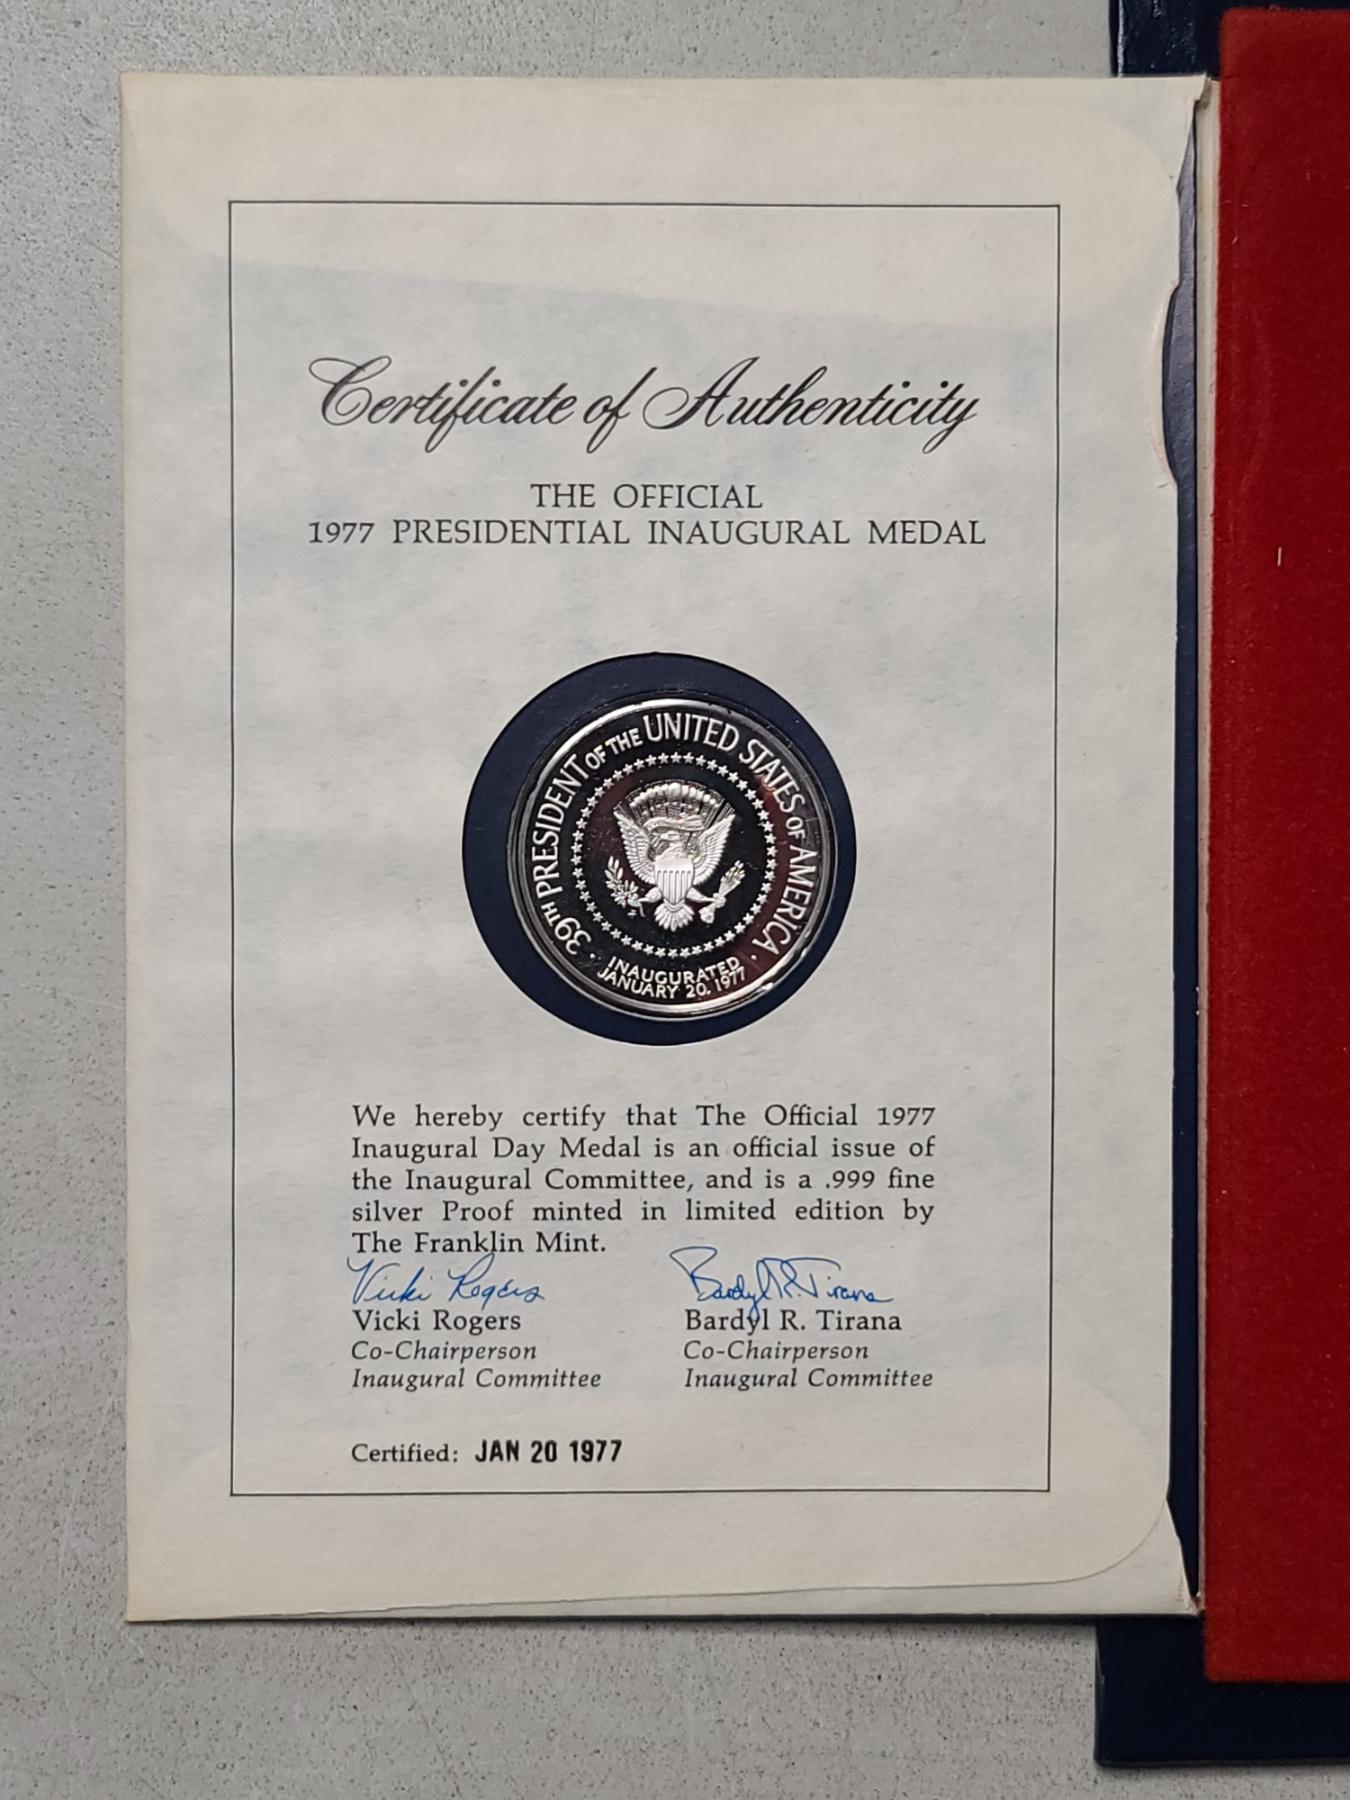 Certificate of Authenticity
THE OFFICIAL
1977 PRESIDENTIAL INAUGURAL MEDAL
39TH PRESIDENT OF THE UNITED STATES OF AMERICA
INAUGURATED
JANUARY 20, 1977
We hereby certify that The Official 1977
Inaugural Day Medal is an official issue of
the Inaugural Committee, and is a .999 fine
silver Proof minted in limited edition by
The Franklin Mint.
Vicki Rogers Bardyl R. Tirana
Vicki Rogers Bardyl R. Tirana
Co-Chairperson Co-Chairperson
Inaugural Committee Inaugural Committee
Certified: JAN 20 1977